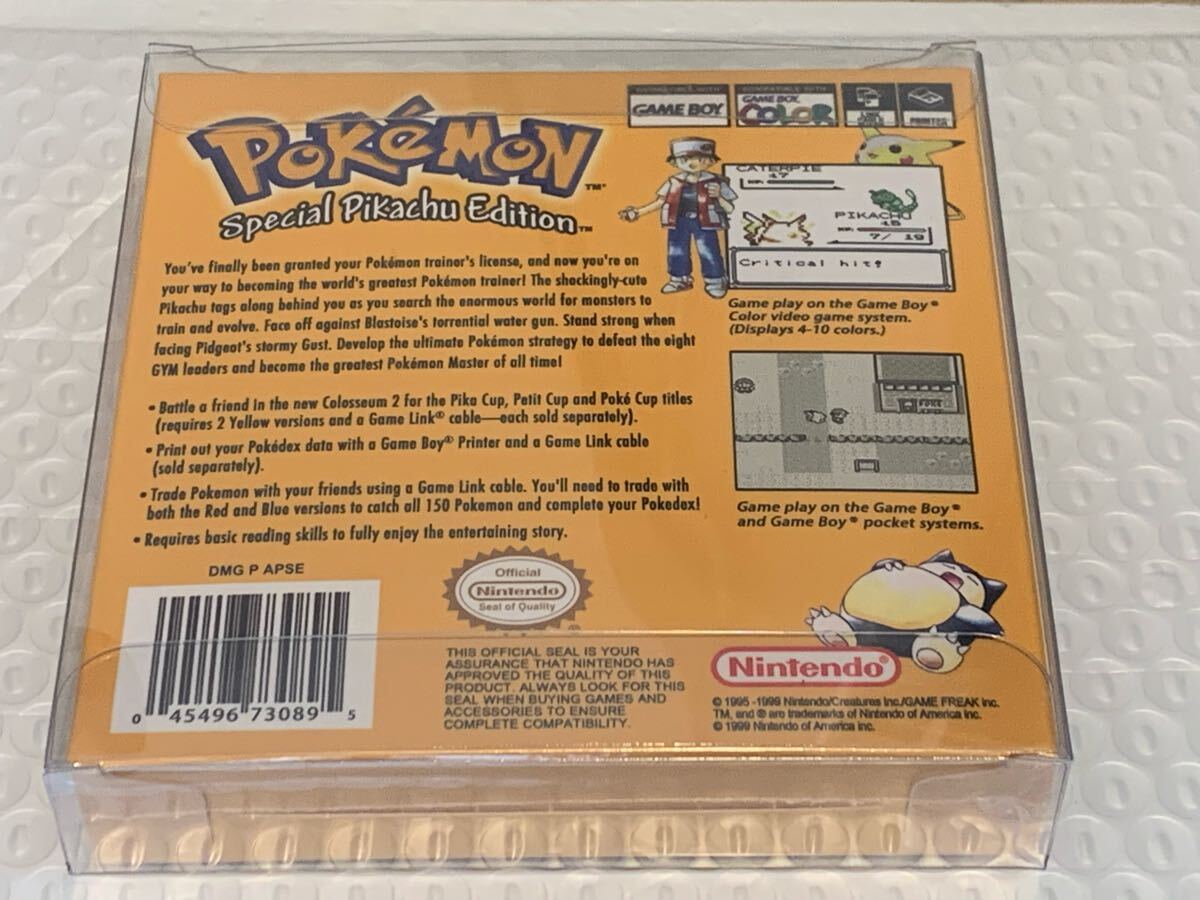 POKéMON™
Special Pikachu Edition™
GAME BOY
GAME BOY
COLOR
PRINTER
CATERPIE
47
PIKACHU
7/ 19
Critical hit!
Game play on the Game Boy®
Color video game system.
(Displays 4-10 colors.)
You've finally been granted your Pokémon trainor's license, and now you're on
your way to becoming the world's greatest Pokémon trainer! The shockingly-cute
Pikachu tags along behind you as you search the enormous world for monsters to
train and evolve. Face off against Blastoise's torrential water gun. Stand strong when
facing Pidgeot's stormy Gust. Develop the ultimate Pokémon strategy to defeat the eight
GYM leaders and become the greatest Pokémon Master of all time!
• Battle a friend in the new Colosseum 2 for the Pika Cup, Petit Cup and Poké Cup titles
(requires 2 Yellow versions and a Game Link® cable—each sold separately).
• Print out your Pokédex data with a Game Boy® Printer and a Game Link cable
(sold separately).
• Trade Pokemon with your friends using a Game Link cable. You'll need to trade with
both the Red and Blue versions to catch all 150 Pokemon and complete your Pokedex!
• Requires basic reading skills to fully enjoy the entertaining story.
Game play on the Game Boy®
and Game Boy® pocket systems.
DMG P APSE
0 45496 73089 5
Official
Nintendo
Seal of Quality
THIS OFFICIAL SEAL IS YOUR
ASSURANCE THAT NINTENDO HAS
APPROVED THE QUALITY OF THIS
PRODUCT. ALWAYS LOOK FOR THIS
SEAL WHEN BUYING GAMES AND
ACCESSORIES TO ENSURE
COMPLETE COMPATIBILITY.
Nintendo®
© 1995-1999 Nintendo/Creatures Inc./GAME FREAK Inc.
TM, and ® are trademarks of Nintendo of America Inc.
© 1999 Nintendo of America Inc.